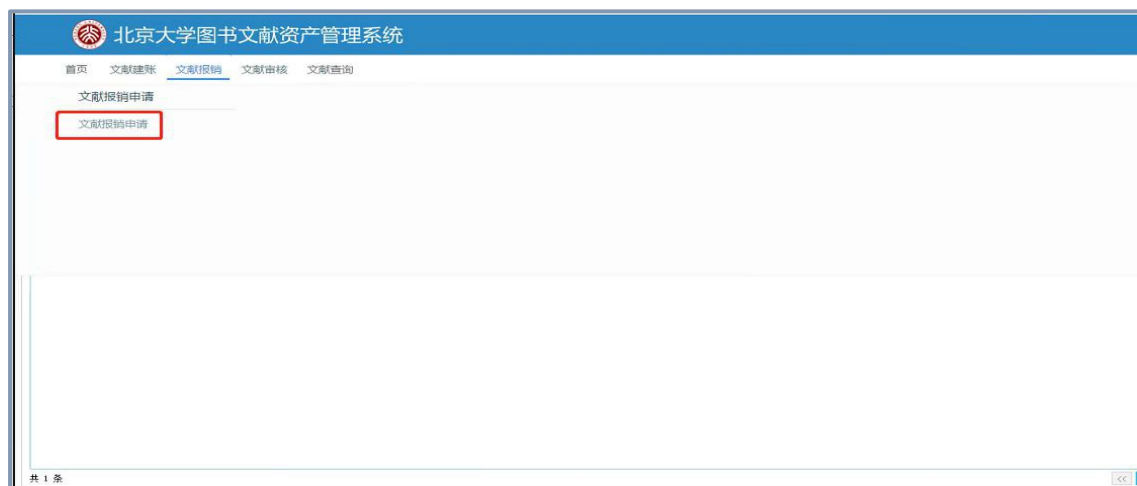 北京大学图书文献资产管理系统
首页 文献建账 文献报销 文献审核 文献查询
文献报销申请
文献报销申请
共 1 条 <<